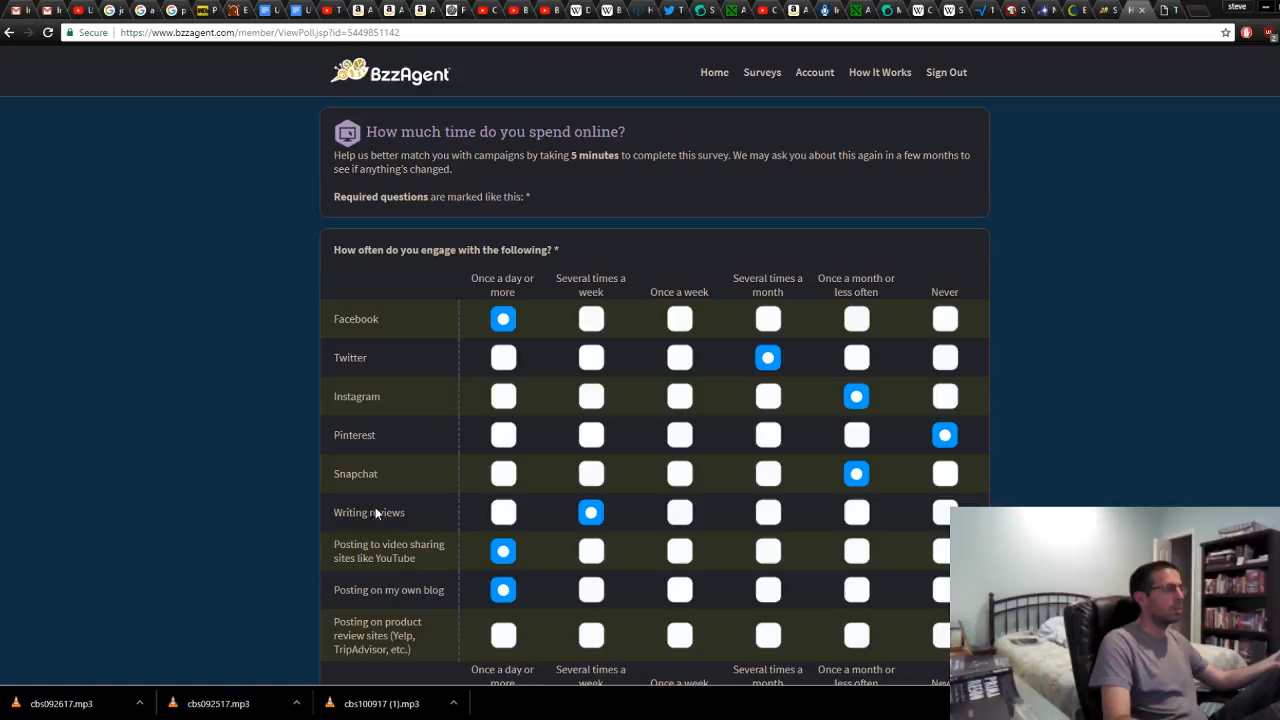 steve
Secure
https://www.bzzagent.com/member/ViewPoll.jsp?id=5449851142
BzzAgent
Home Surveys Account How It Works Sign Out
How much time do you spend online?
Help us better match you with campaigns by taking 5 minutes to complete this survey. We may ask you about this again in a few months to
see if anything's changed.
Required questions are marked like this: *
How often do you engage with the following? *
Once a day or more
Several times a week
Once a week
Several times a month
Once a month or less often
Never
Facebook
Twitter
Instagram
Pinterest
Snapchat
Writing reviews
Posting to video sharing
sites like YouTube
Posting on my own blog
Posting on product
review sites (Yelp,
TripAdvisor, etc.)
Once a day or
Several times a
Once a week
Several times a
Once a month or
cbs092617.mp3
cbs092517.mp3
cbs100917 (1).mp3